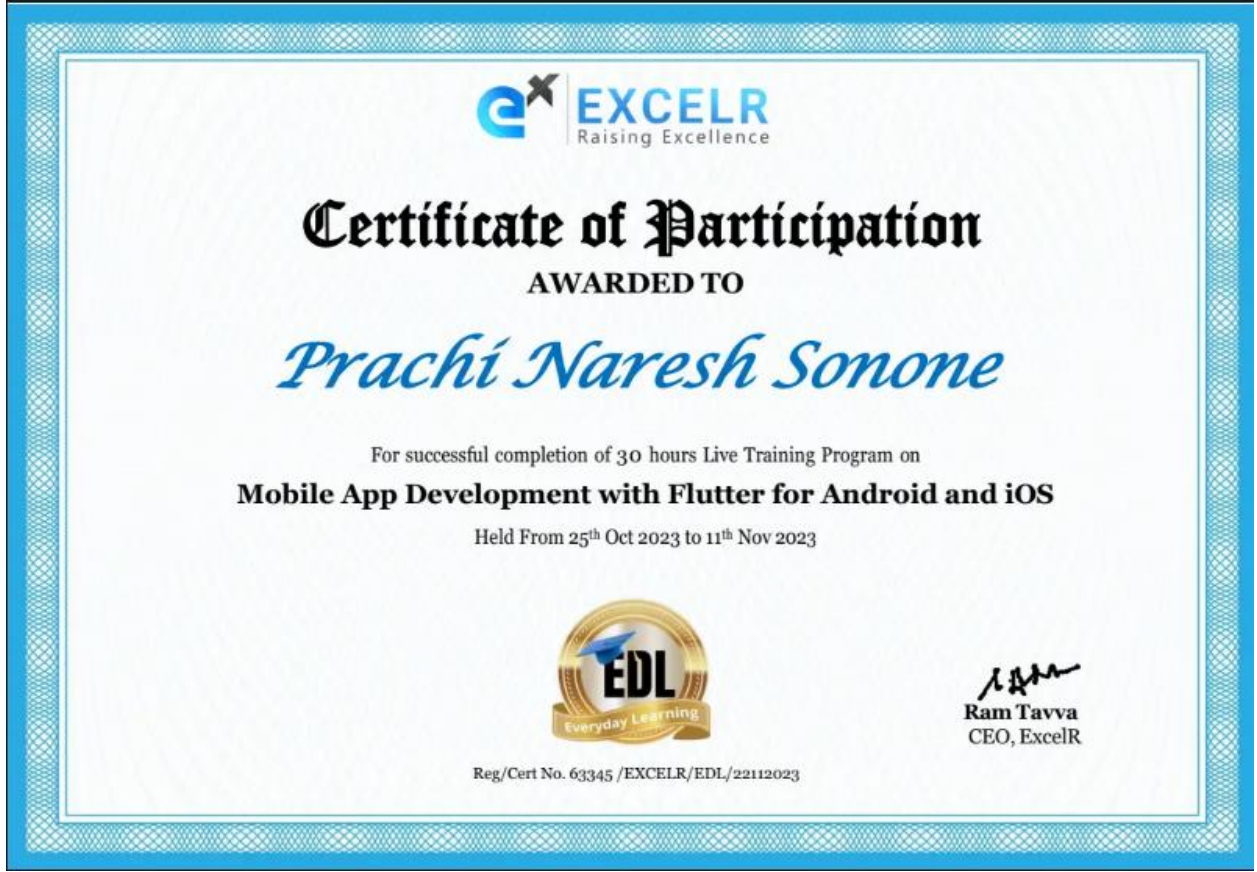 ex EXCELR
Raising Excellence
Certificate of Participation
AWARDED TO
Prachi Naresh Sonone
For successful completion of 30 hours Live Training Program on
Mobile App Development with Flutter for Android and iOS
Held From 25th Oct 2023 to 11th Nov 2023
EDL
Everyday Learning
Ram Tavva
CEO, ExcelR
Reg/Cert No. 63345 /EXCELR/EDL/22112023